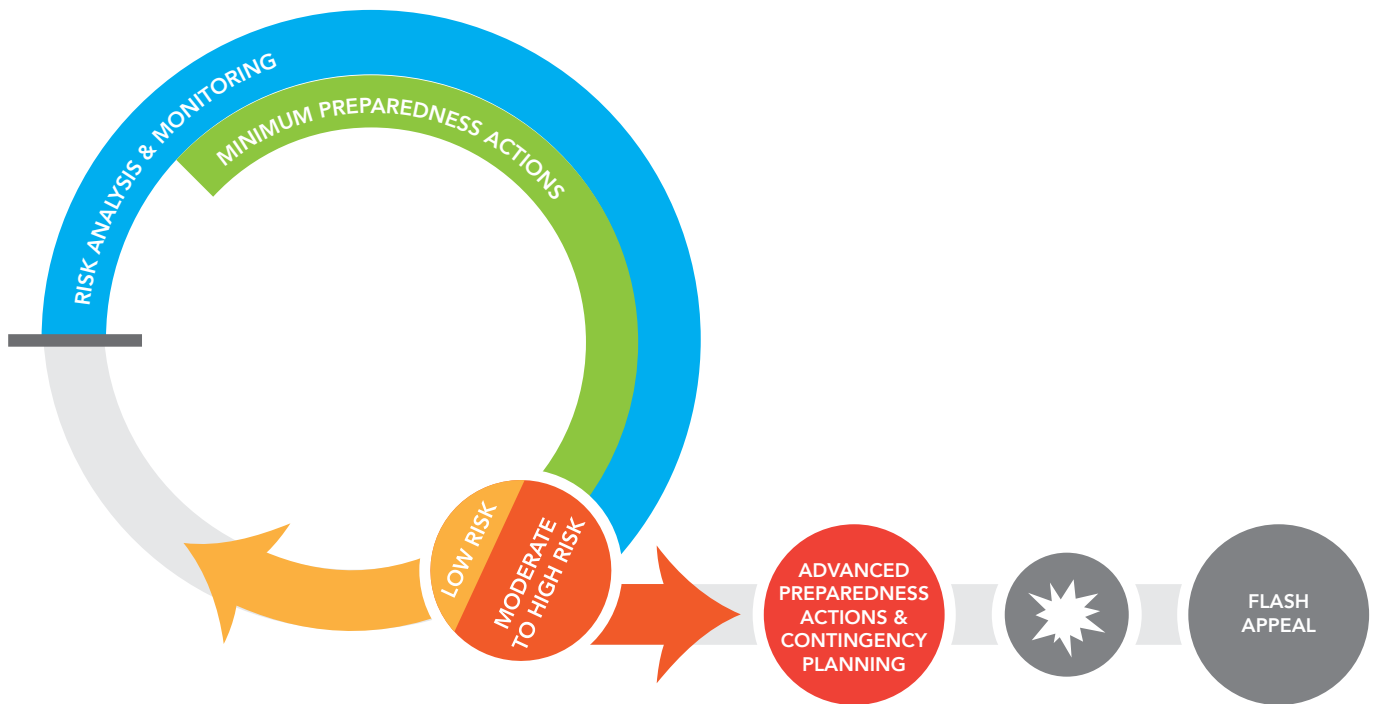 RISK ANALYSIS & MONITORING
MINIMUM PREPAREDNESS ACTIONS
LOW RISK
MODERATE
TO HIGH RISK
ADVANCED
PREPAREDNESS
ACTIONS &
CONTINGENCY
PLANNING
FLASH
APPEAL